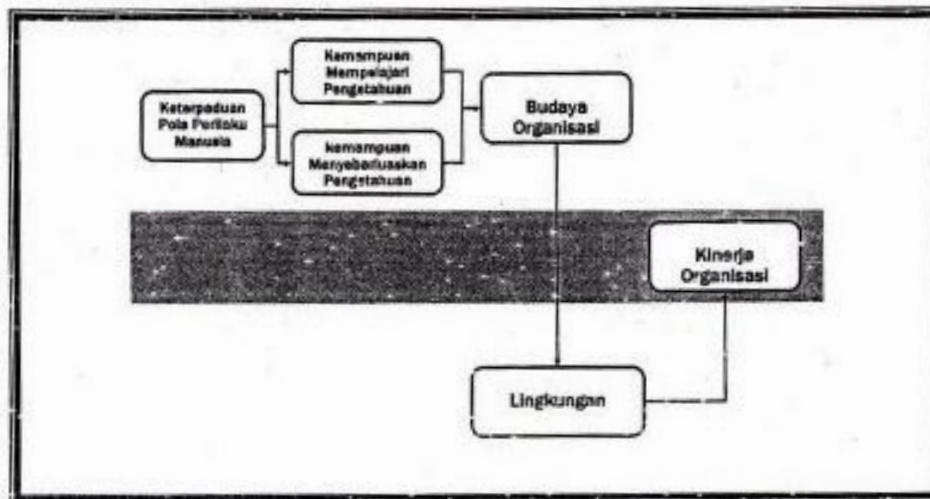 Kemampuan
Mempelajari
Pengetahuan
Keterpaduan
Pola Perilaku
Manusia
kemampuan
Menyebarluaskan
Pengetahuan
Budaya
Organisasi
Kinerja
Organisasi
Lingkungan